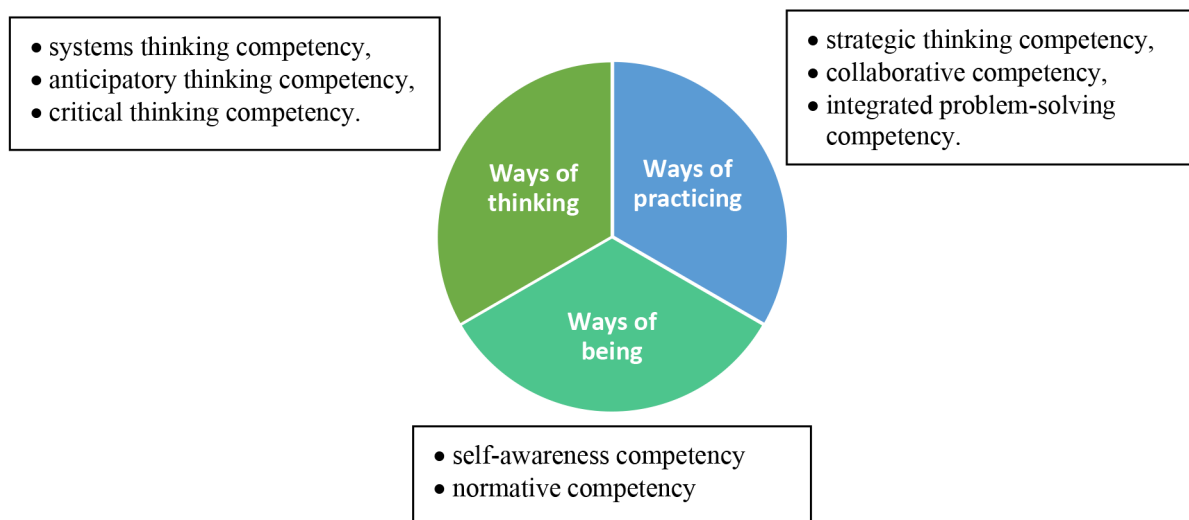 • systems thinking competency,
• anticipatory thinking competency,
• critical thinking competency.
• strategic thinking competency,
• collaborative competency,
• integrated problem-solving
competency.
Ways of
thinking
Ways of
practicing
Ways of
being
• self-awareness competency
• normative competency